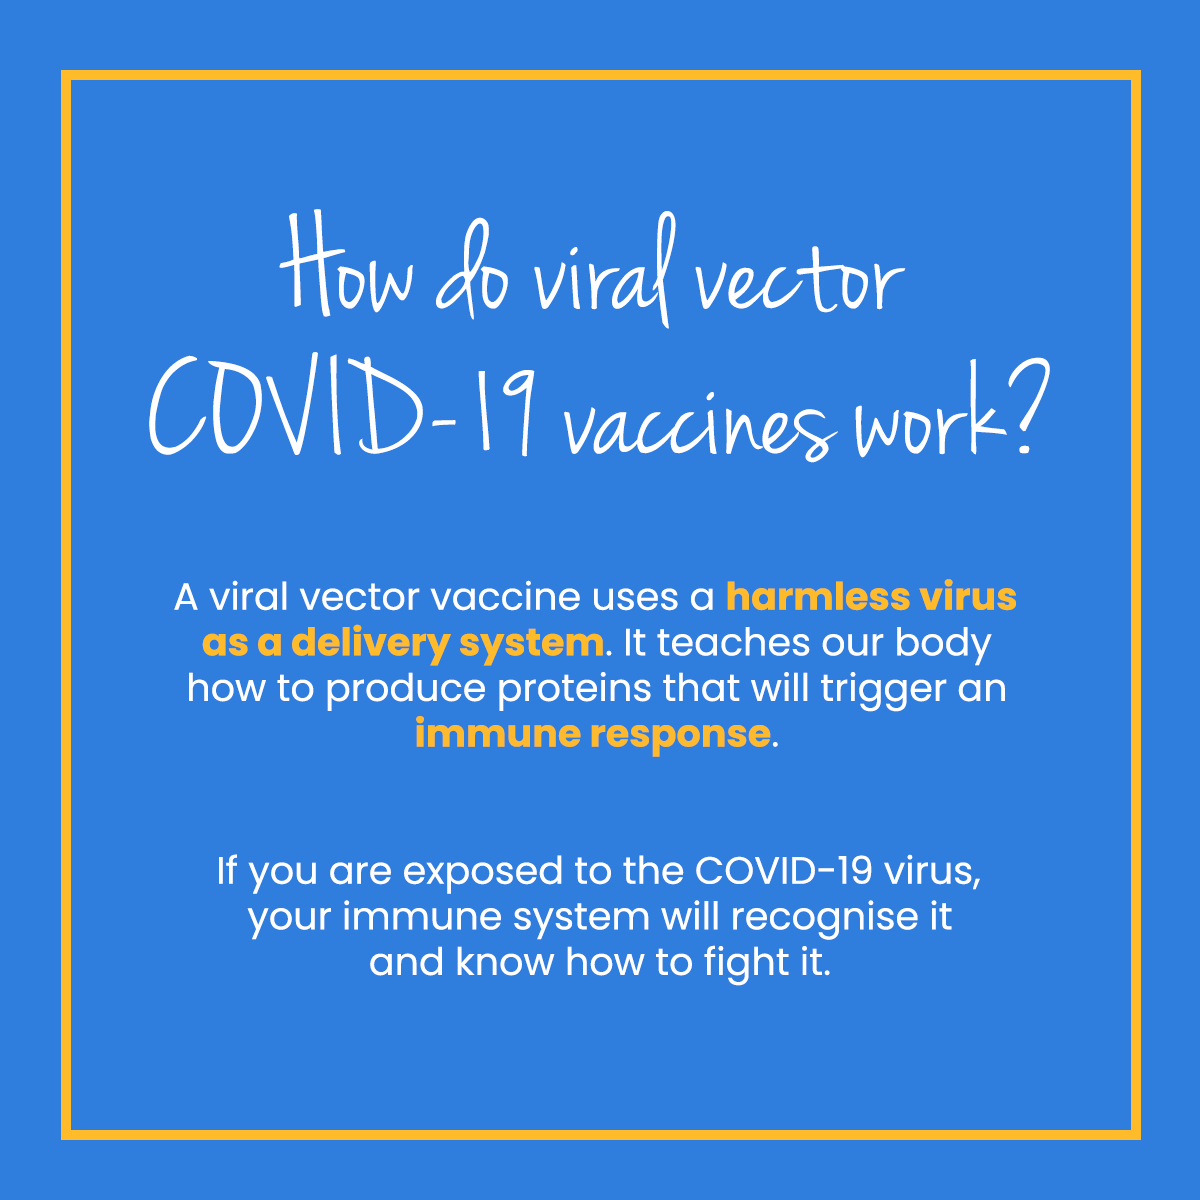 How do viral vector
COVID-19 vaccines work?
A viral vector vaccine uses a harmless virus
as a delivery system. It teaches our body
how to produce proteins that will trigger an
immune response.
If you are exposed to the COVID-19 virus,
your immune system will recognise it
and know how to fight it.